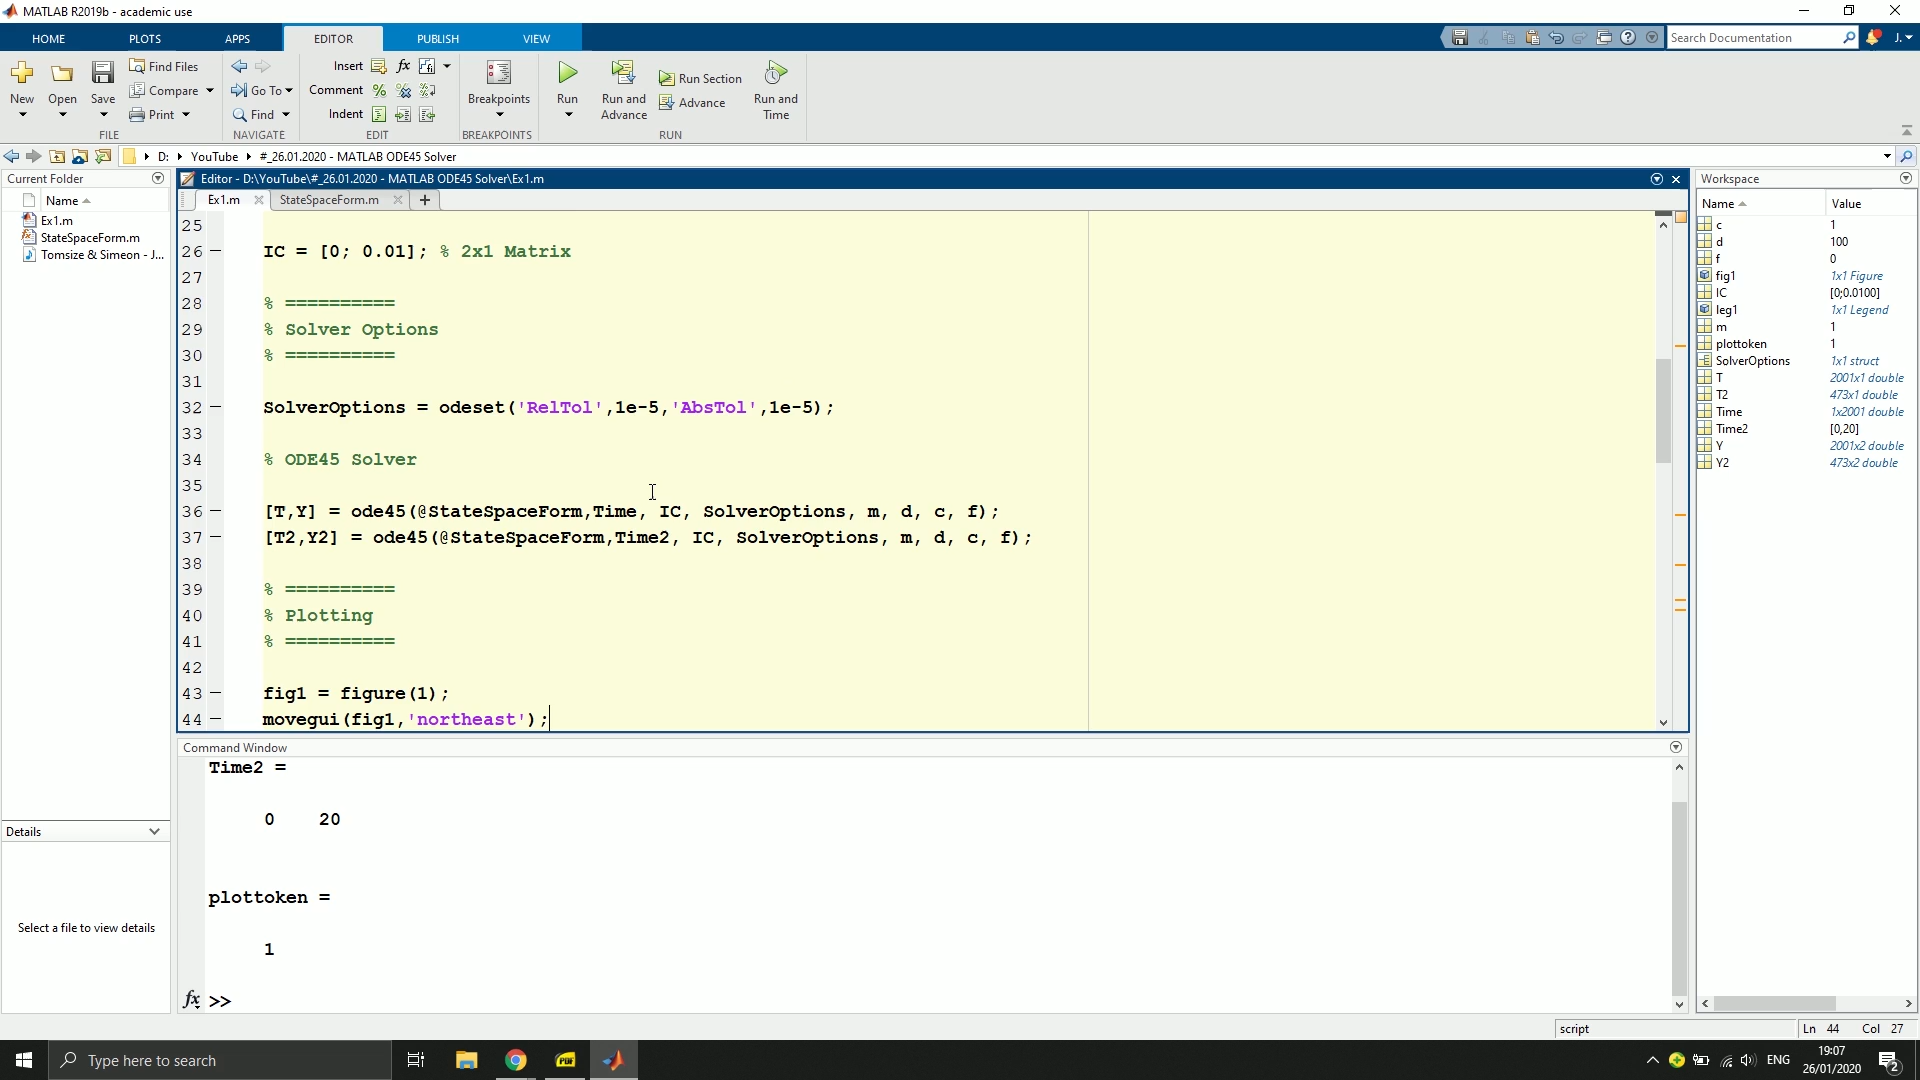 MATLAB R2019b - academic use
HOME PLOTS APPS EDITOR PUBLISH VIEW
Search Documentation
J.
New
Open
Save
Find Files
Compare
Print
FILE
Go To
Find
NAVIGATE
Insert fx
Comment
Indent
EDIT
Breakpoints
BREAKPOINTS
Run
Run and Advance
Run Section
Advance
Run and Time
RUN
D: YouTube #_26.01.2020 - MATLAB ODE45 Solver
Current Folder
Name
Ex1.m
StateSpaceForm.m
Tomsize & Simeon - J...
Details
Select a file to view details
Editor - D:\YouTube\#_26.01.2020 - MATLAB ODE45 Solver\Ex1.m
Ex1.m StateSpaceForm.m
25
26 IC = [0; 0.01]; % 2x1 Matrix
27
28 % ==========
29 % Solver Options
30 % ==========
31
32 SolverOptions = odeset('RelTol',1e-5,'AbsTol',1e-5);
33
34 % ODE45 Solver
35
36 [T,Y] = ode45(@StateSpaceForm,Time, IC, SolverOptions, m, d, c, f);
37 [T2,Y2] = ode45(@StateSpaceForm,Time2, IC, SolverOptions, m, d, c, f);
38
39 % ==========
40 % Plotting
41 % ==========
42
43 fig1 = figure(1);
44 movegui(fig1,'northeast');
Command Window
Time2 =
0 20
plottoken =
1
fx >>
Workspace
Name Value
c 1
d 100
f 0
fig1 1x1 Figure
IC [0;0.0100]
leg1 1x1 Legend
m 1
plottoken 1
SolverOptions 1x1 struct
T 2001x1 double
T2 473x1 double
Time 1x2001 double
Time2 [0,20]
Y 2001x2 double
Y2 473x2 double
script Ln 44 Col 27
Type here to search
PDF
ENG
19:07
26/01/2020
2